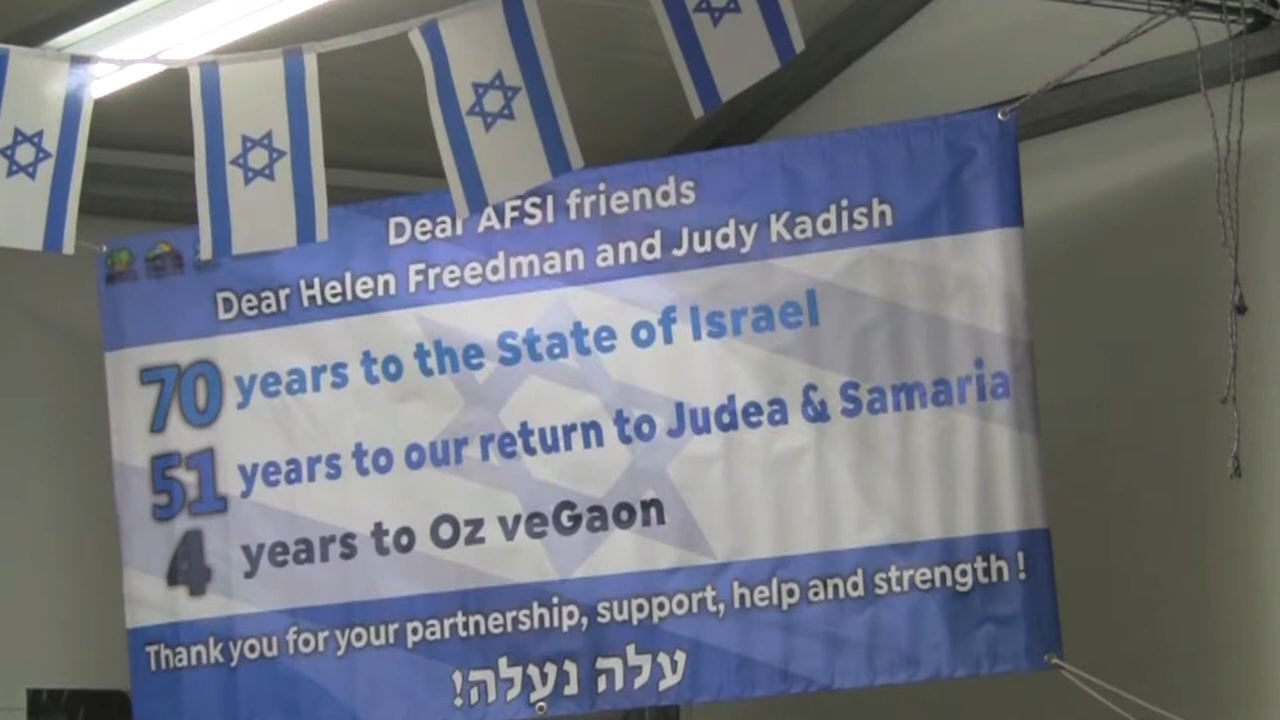 Dear AFSI friends
Dear Helen Freedman and Judy Kadish
70 years to the State of Israel
51 years to our return to Judea & Samaria
4 years to Oz veGaon
Thank you for your partnership, support, help and strength !
עלה נעֲלה!